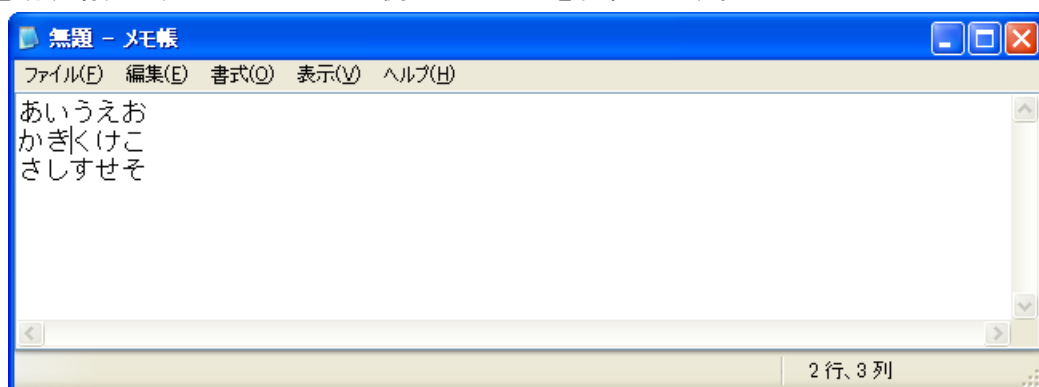 無題 - メモ帳
ファイル(F) 編集(E) 書式(O) 表示(V) ヘルプ(H)
あいうえお
かきくけこ
さしすせそ
2行、3列